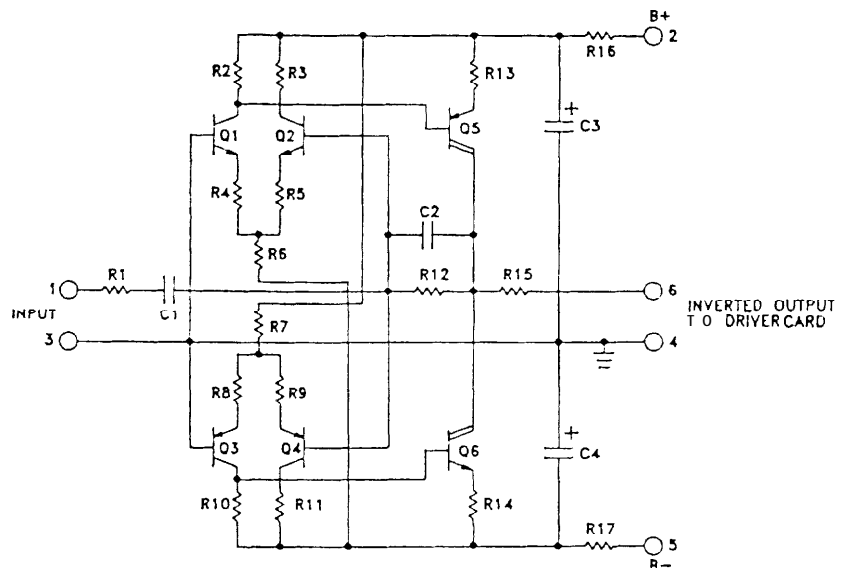 B+
2
R16
R2
R3
R13
Q1
Q2
Q5
+
C3
R4
R5
C2
R6
1
R1
C1
R12
R15
6
INPUT
R7
INVERTED OUTPUT
TO DRIVERCARD
3
4
R8
R9
Q3
Q4
Q6
+
C4
R10
R11
R14
R17
5
B-